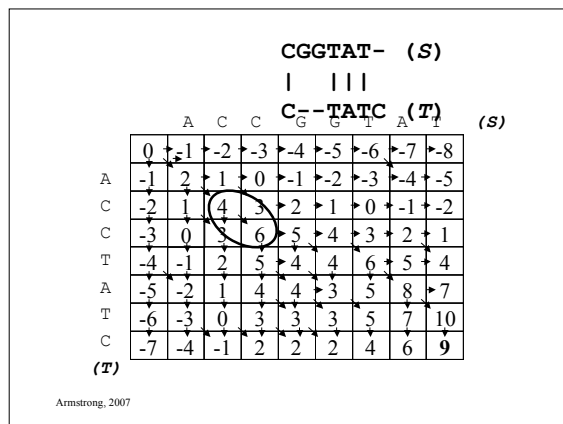 CGGTAT- (S)
| |||
C--TATC (T)
A C C G G T A T (S)
0 -1 -2 -3 -4 -5 -6 -7 -8
A -1 2 1 0 -1 -2 -3 -4 -5
C -2 1 4 3 2 1 0 -1 -2
C -3 0 3 6 5 4 3 2 1
T -4 -1 2 5 4 4 6 5 4
A -5 -2 1 4 4 3 5 8 7
T -6 -3 0 3 3 3 5 7 10
C -7 -4 -1 2 2 2 4 6 9
(T)
Armstrong, 2007